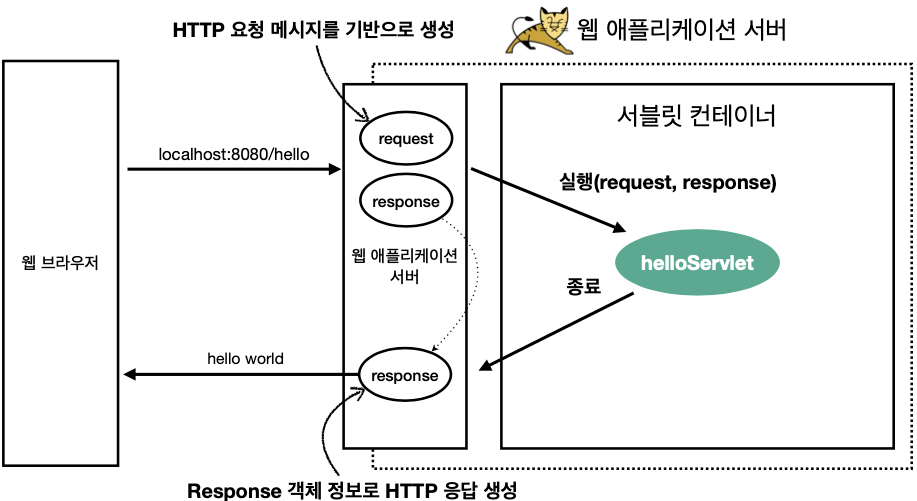 HTTP 요청 메시지를 기반으로 생성
웹 애플리케이션 서버
서블릿 컨테이너
request
localhost:8080/hello
실행(request, response)
response
웹 브라우저
웹 애플리케이션
서버
helloServlet
종료
hello world
response
Response 객체 정보로 HTTP 응답 생성